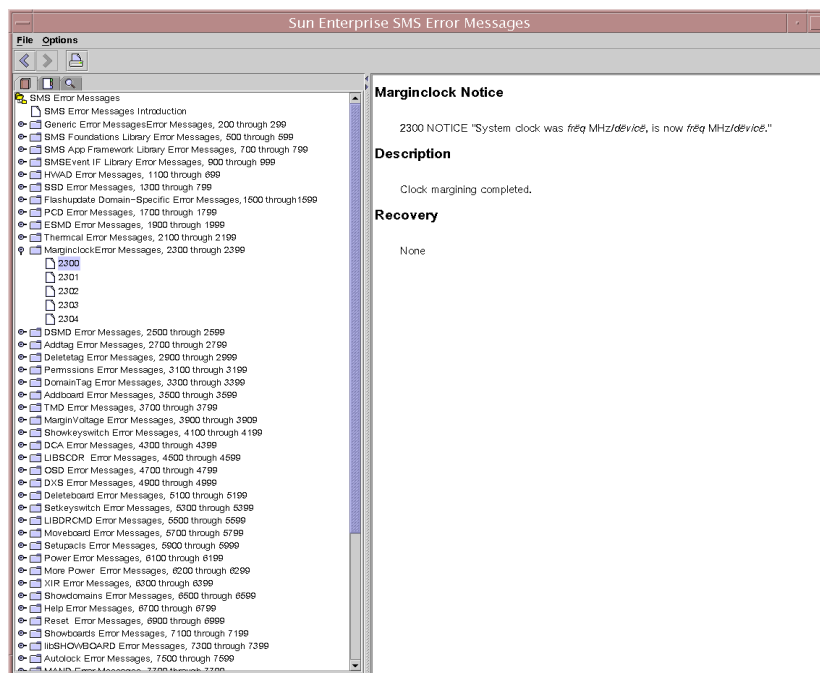 Sun Enterprise SMS Error Messages
File Options
SMS Error Messages
SMS Error Messages Introduction
Generic Error MessagesError Messages, 200 through 299
SMS Foundations Library Error Messages, 500 through 599
SMS App Framework Library Error Messages, 700 through 799
SMSEvent IF Library Error Messages, 900 through 999
HWAD Error Messages, 1100 through 699
SSD Error Messages, 1300 through 799
Flashupdate Domain-Specific Error Messages,1500 through1599
PCD Error Messages, 1700 through 1799
ESMD Error Messages, 1900 through 1999
Thermcal Error Messages, 2100 through 2199
MarginclockError Messages, 2300 through 2399
2300
2301
2302
2303
2304
DSMD Error Messages, 2500 through 2599
Addtag Error Messages, 2700 through 2799
Deletetag Error Messages, 2900 through 2999
Permssions Error Messages, 3100 through 3199
DomainTag Error Messages, 3300 through 3399
Addboard Error Messages, 3500 through 3599
TMD Error Messages, 3700 through 3799
MarginVoltage Error Messages, 3900 through 3909
Showkeyswitch Error Messages, 4100 through 4199
DCA Error Messages, 4300 through 4399
LIBSCDR Error Messages, 4500 through 4599
OSD Error Messages, 4700 through 4799
DXS Error Messages, 4900 through 4999
Deleteboard Error Messages, 5100 through 5199
Setkeyswitch Error Messages, 5300 through 5399
LIBDRCMD Error Messages, 5500 through 5599
Moveboard Error Messages, 5700 through 5799
Setupacls Error Messages, 5900 through 5999
Power Error Messages, 6100 through 6199
More Power Error Messages, 6200 through 6299
XIR Error Messages, 6300 through 6399
Showdomains Error Messages, 6500 through 6599
Help Error Messages, 6700 through 6799
Reset Error Messages, 6900 through 6999
Showboards Error Messages, 7100 through 7199
libSHOWBOARD Error Messages, 7300 through 7399
Autolock Error Messages, 7500 through 7599
Marginclock Notice
2300 NOTICE "System clock was frëq MHz/dëvicë, is now frëq MHz/dëvicë."
Description
Clock margining completed.
Recovery
None